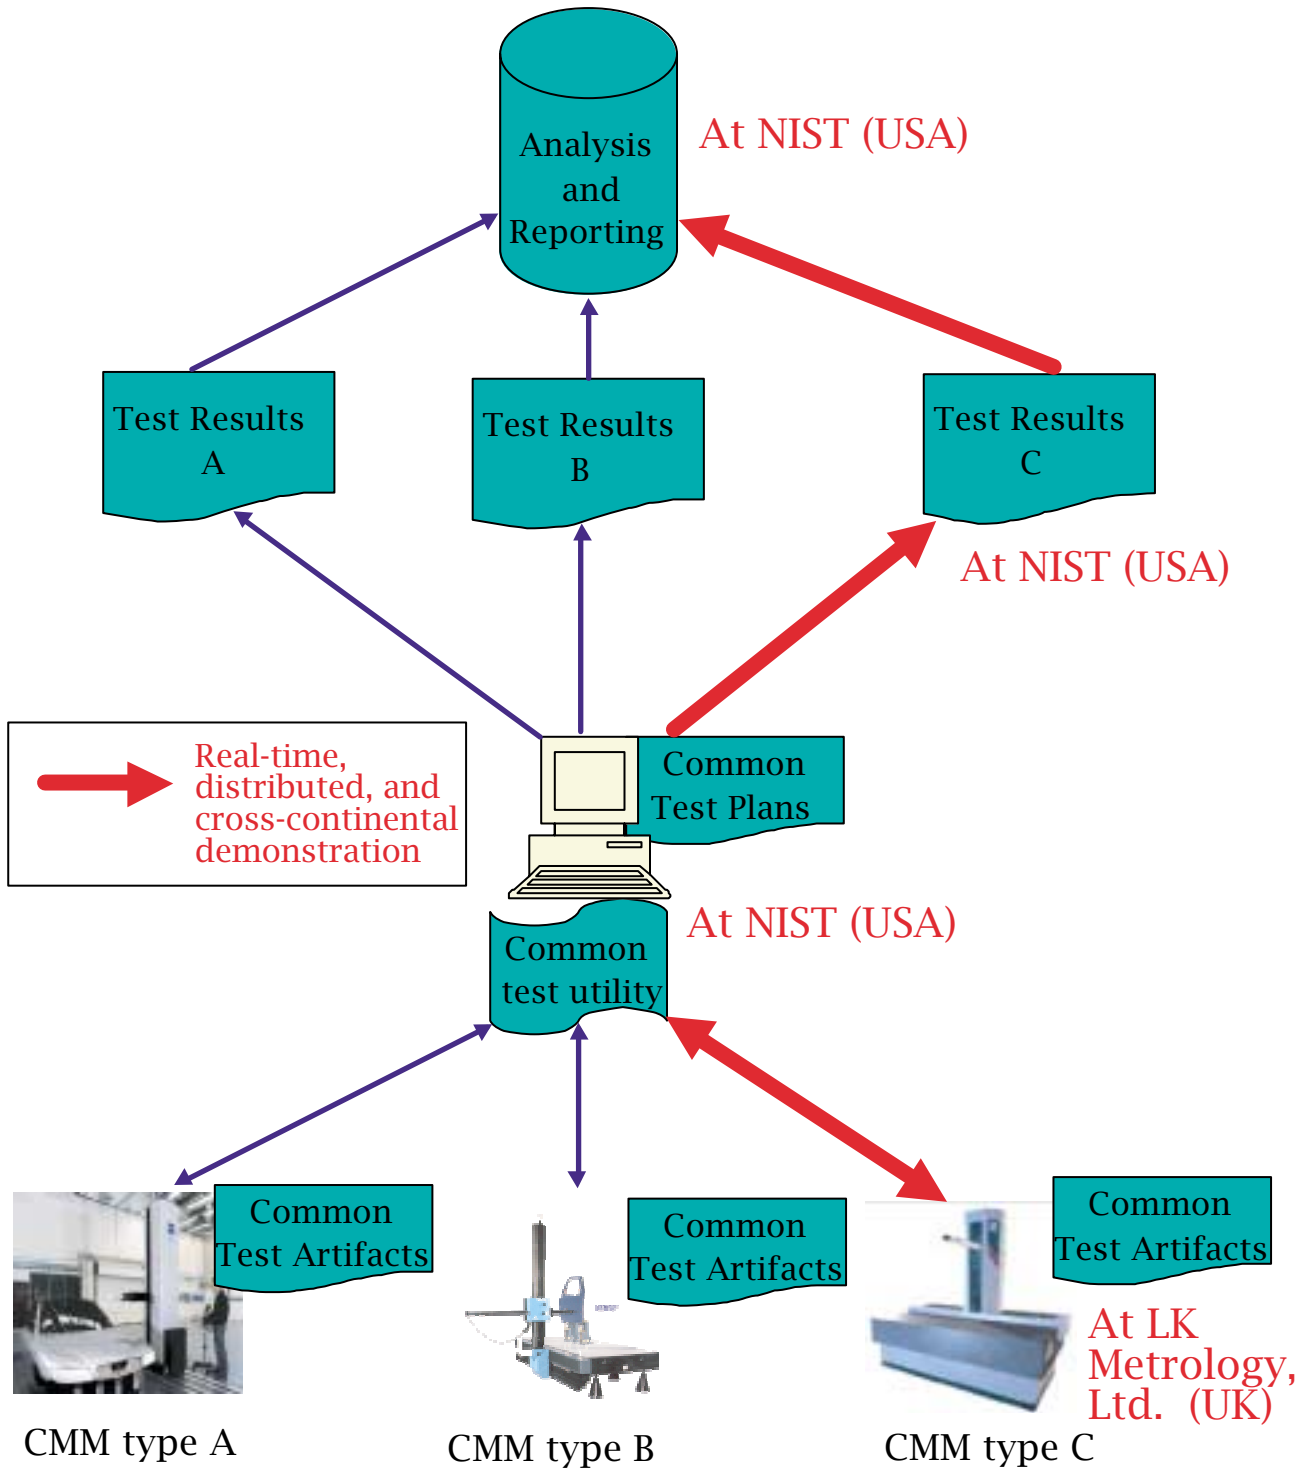 Analysis
and
Reporting
At NIST (USA)
Test Results
A
Test Results
B
Test Results
C
At NIST (USA)
Real-time,
distributed, and
cross-continental
demonstration
Common
Test Plans
At NIST (USA)
Common
test utility
Common
Test Artifacts
Common
Test Artifacts
Common
Test Artifacts
At LK
Metrology,
Ltd. (UK)
CMM type A
CMM type B
CMM type C